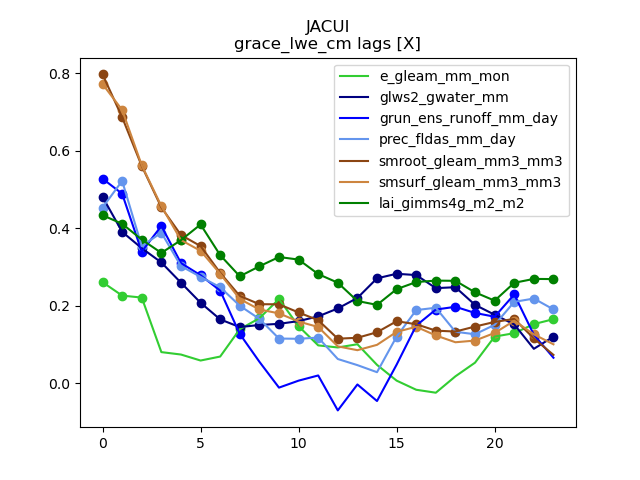 JACUI
grace_lwe_cm lags [X]
e_gleam_mm_mon
glws2_gwater_mm
grun_ens_runoff_mm_day
prec_fldas_mm_day
smroot_gleam_mm3_mm3
smsurf_gleam_mm3_mm3
lai_gimms4g_m2_m2
0.8
0.6
0.4
0.2
0.0
0
5
10
15
20